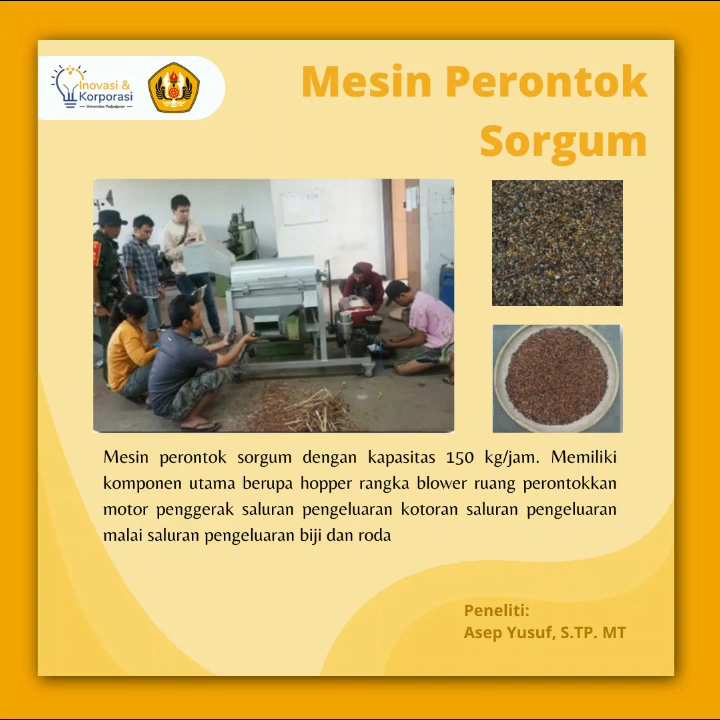 Inovasi &
Korporasi
Universitas Padjadjaran
Mesin Perontok
Sorgum
Mesin perontok sorgum dengan kapasitas 150 kg/jam. Memiliki
komponen utama berupa hopper rangka blower ruang perontokkan
motor penggerak saluran pengeluaran kotoran saluran pengeluaran
malai saluran pengeluaran biji dan roda
Peneliti:
Asep Yusuf, S.TP. MT